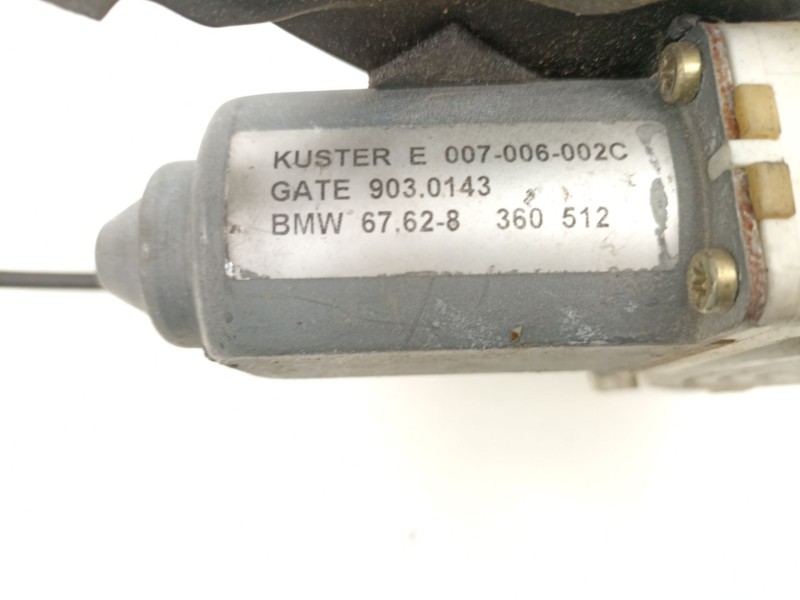 KUSTER E 007-006-002C
GATE 903.0143
BMW 67.62-8 360 512